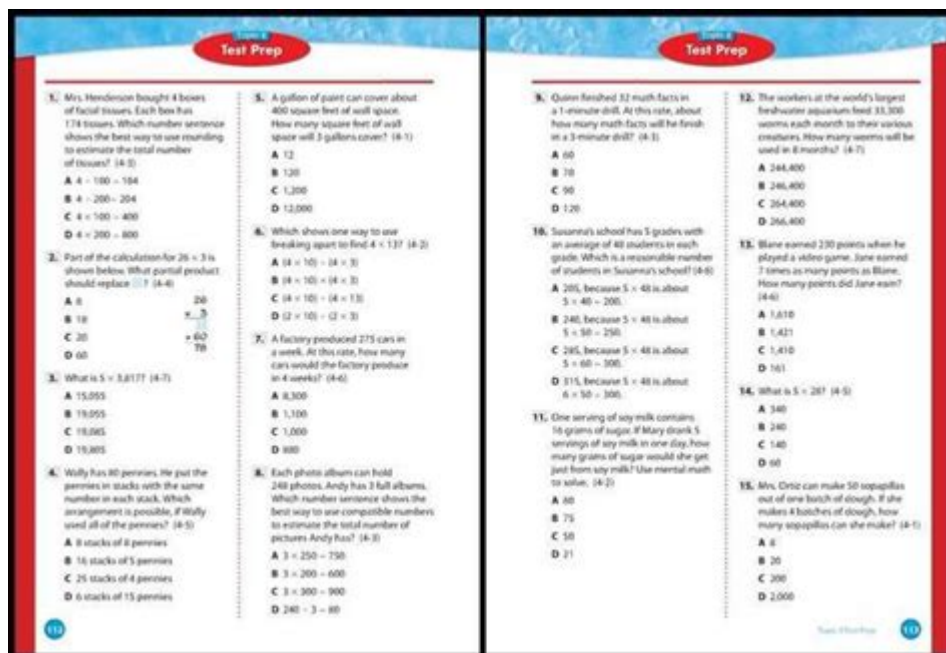 Topic 4
Test Prep
1. Mrs. Henderson bought 4 boxes
of facial tissues. Each box has
174 tissues. Which number sentence
shows the best way to use rounding
to estimate the total number
of tissues? (4-3)
A 4 + 100 = 104
B 4 + 200 = 204
C 4 × 100 = 400
D 4 × 200 = 800
2. Part of the calculation for 26 × 3 is
shown below. What partial product
should replace ? (4-4)
A 8
B 18
C 20
D 60
26
× 3
+ 60
78
3. What is 5 × 3,817? (4-7)
A 15,055
B 19,055
C 19,085
D 19,805
4. Wally has 80 pennies. He put the
pennies in stacks with the same
number in each stack. Which
arrangement is possible, if Wally
used all of the pennies? (4-5)
A 8 stacks of 8 pennies
B 16 stacks of 5 pennies
C 25 stacks of 4 pennies
D 6 stacks of 15 pennies
112
5. A gallon of paint can cover about
400 square feet of wall space.
How many square feet of wall
space will 3 gallons cover? (4-1)
A 12
B 120
C 1,200
D 12,000
6. Which shows one way to use
breaking apart to find 4 × 13? (4-2)
A (4 × 10) + (4 × 3)
B (4 × 10) × (4 × 3)
C (4 × 10) + (4 × 13)
D (2 × 10) + (2 × 3)
7. A factory produced 275 cars in
a week. At this rate, how many
cars would the factory produce
in 4 weeks? (4-6)
A 8,300
B 1,100
C 1,000
D 880
8. Each photo album can hold
248 photos. Andy has 3 full albums.
Which number sentence shows the
best way to use compatible numbers
to estimate the total number of
pictures Andy has? (4-3)
A 3 × 250 = 750
B 3 × 200 = 600
C 3 × 300 = 900
D 240 ÷ 3 = 80
Topic 4
Test Prep
9. Quinn finished 32 math facts in
a 1-minute drill. At this rate, about
how many math facts will he finish
in a 3-minute drill? (4-3)
A 60
B 70
C 90
D 120
10. Susanna's school has 5 grades with
an average of 48 students in each
grade. Which is a reasonable number
of students in Susanna's school? (4-6)
A 205, because 5 × 48 is about
5 × 40 = 200.
B 240, because 5 × 48 is about
5 × 50 = 250.
C 285, because 5 × 48 is about
5 × 60 = 300.
D 315, because 5 × 48 is about
6 × 50 = 300.
11. One serving of soy milk contains
16 grams of sugar. If Mary drank 5
servings of soy milk in one day, how
many grams of sugar would she get
just from soy milk? Use mental math
to solve. (4-2)
A 80
B 75
C 50
D 21
12. The workers at the world's largest
freshwater aquarium feed 33,300
worms each month to their various
creatures. How many worms will be
used in 8 months? (4-7)
A 244,400
B 246,400
C 264,400
D 266,400
13. Blane earned 230 points when he
played a video game. Jane earned
7 times as many points as Blane.
How many points did Jane earn?
(4-6)
A 1,610
B 1,421
C 1,410
D 161
14. What is 5 × 28? (4-5)
A 340
B 240
C 140
D 60
15. Mrs. Ortiz can make 50 sopapillas
out of one batch of dough. If she
makes 4 batches of dough, how
many sopapillas can she make? (4-1)
A 8
B 20
C 200
D 2,000
Topic 4 Test Prep
113